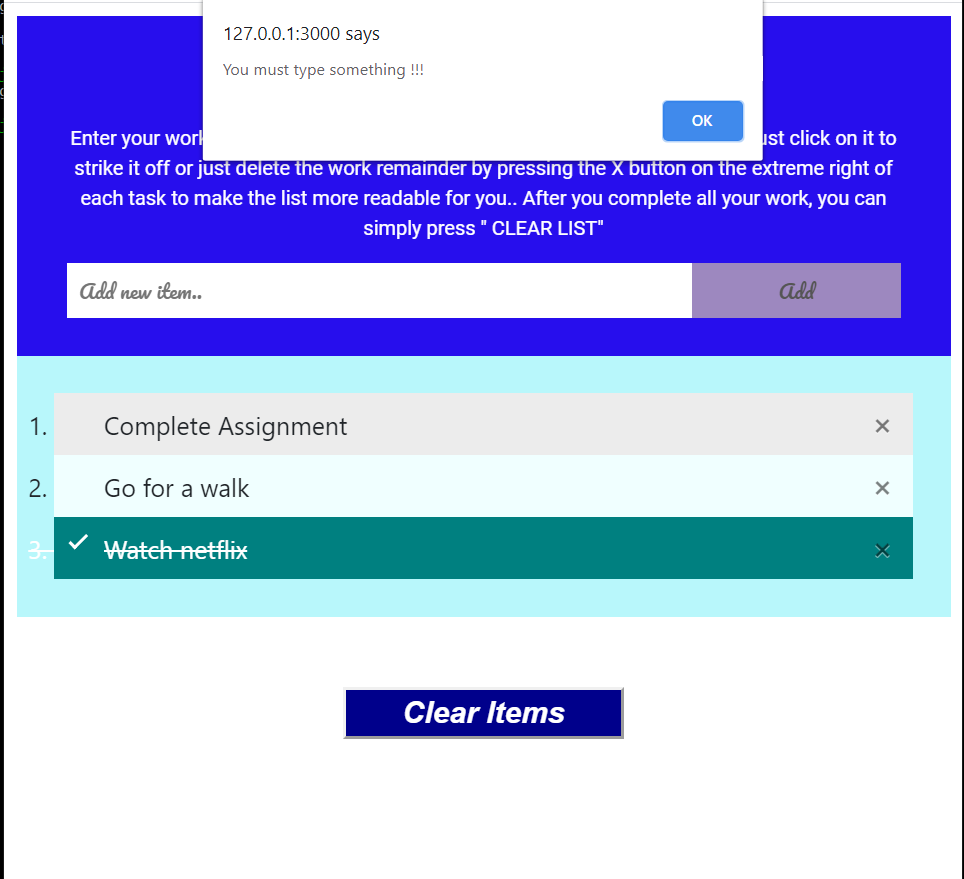 127.0.0.1:3000 says
You must type something !!!
OK
Enter your work ust click on it to
strike it off or just delete the work remainder by pressing the X button on the extreme right of
each task to make the list more readable for you.. After you complete all your work, you can
simply press " CLEAR LIST"
Add new item.. Add
1. Complete Assignment ×
2. Go for a walk ×
3. Watch netflix ×
Clear Items